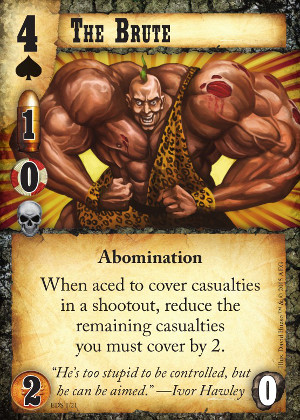 4
THE BRUTE
1
0
Abomination
When aced to cover casualties
in a shootout, reduce the
remaining casualties
you must cover by 2.
"He's too stupid to be controlled, but
he can be aimed." —Ivor Hawley
2
0